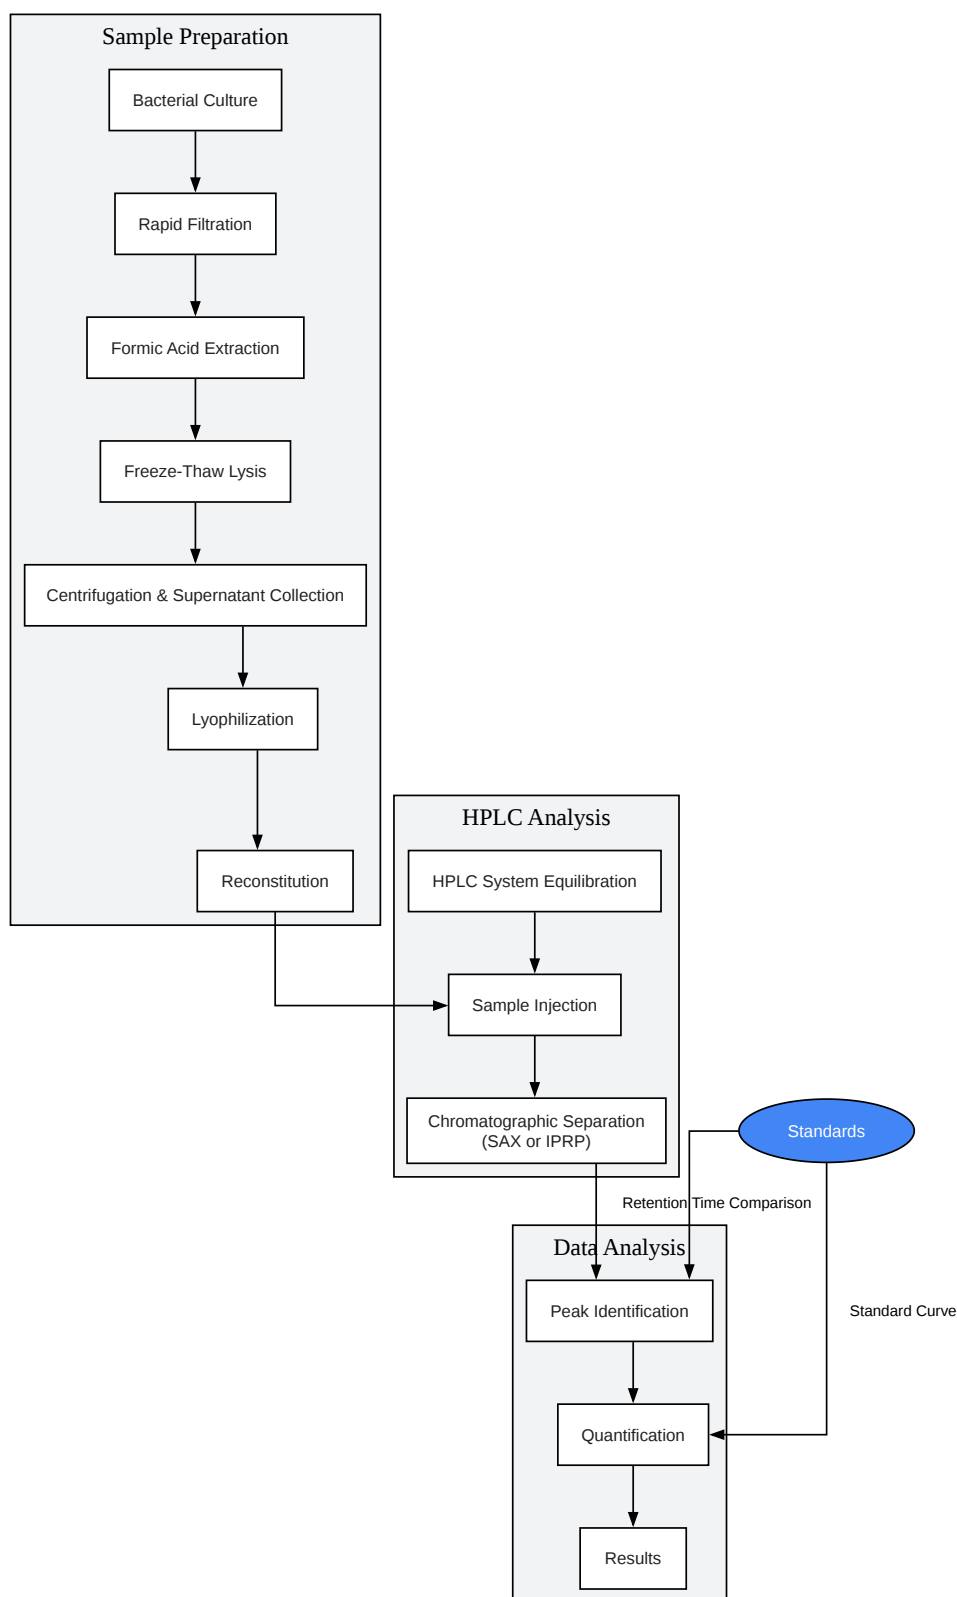 Sample Preparation
Bacterial Culture
Rapid Filtration
Formic Acid Extraction
Freeze-Thaw Lysis
Centrifugation & Supernatant Collection
Lyophilization
Reconstitution
HPLC Analysis
HPLC System Equilibration
Sample Injection
Chromatographic Separation
(SAX or IPRP)
Standards
Retention Time Comparison
Data Analysis
Peak Identification
Standard Curve
Quantification
Results